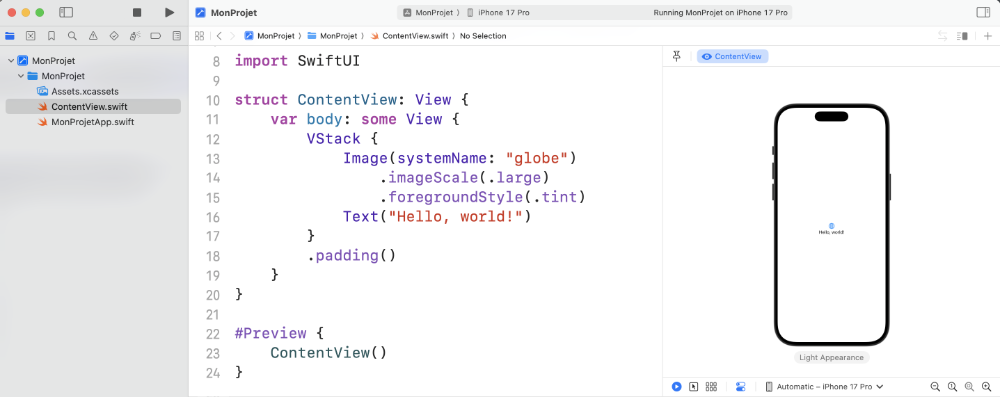 MonProjet
MonProjet 〉 iPhone 17 Pro
Running MonProjet on iPhone 17 Pro
MonProjet 〉 MonProjet 〉 ContentView.swift 〉 No Selection
MonProjet
MonProjet
Assets.xcassets
ContentView.swift
MonProjetApp.swift
8 import SwiftUI
9
10 struct ContentView: View {
11 var body: some View {
12 VStack {
13 Image(systemName: "globe")
14 .imageScale(.large)
15 .foregroundStyle(.tint)
16 Text("Hello, world!")
17 }
18 .padding()
19 }
20 }
21
22 #Preview {
23 ContentView()
24 }
ContentView
Hello, world!
Light Appearance
Automatic – iPhone 17 Pro